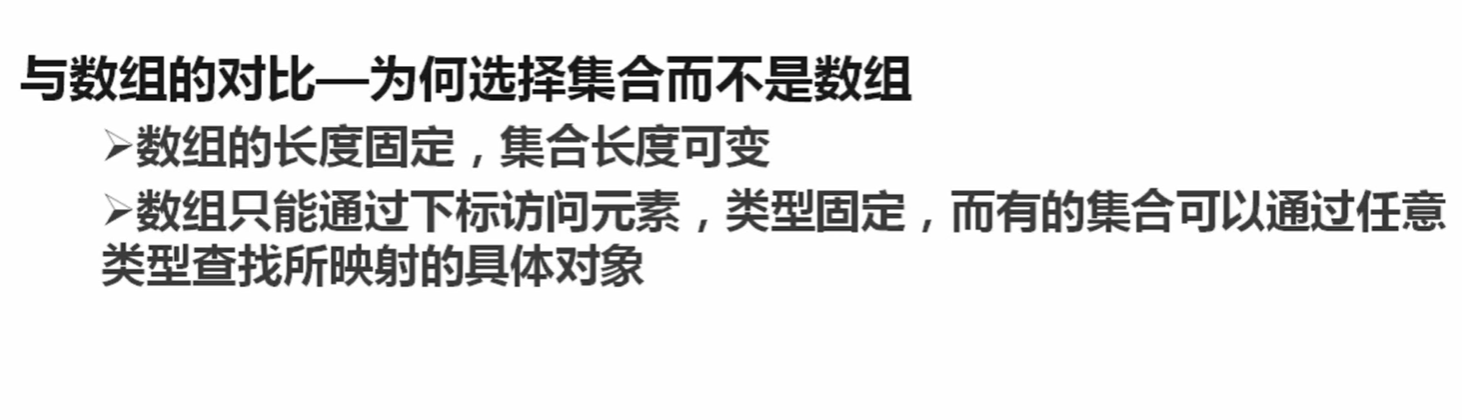 与数组的对比—为何选择集合而不是数组
➢数组的长度固定，集合长度可变
➢数组只能通过下标访问元素，类型固定，而有的集合可以通过任意
类型查找所映射的具体对象